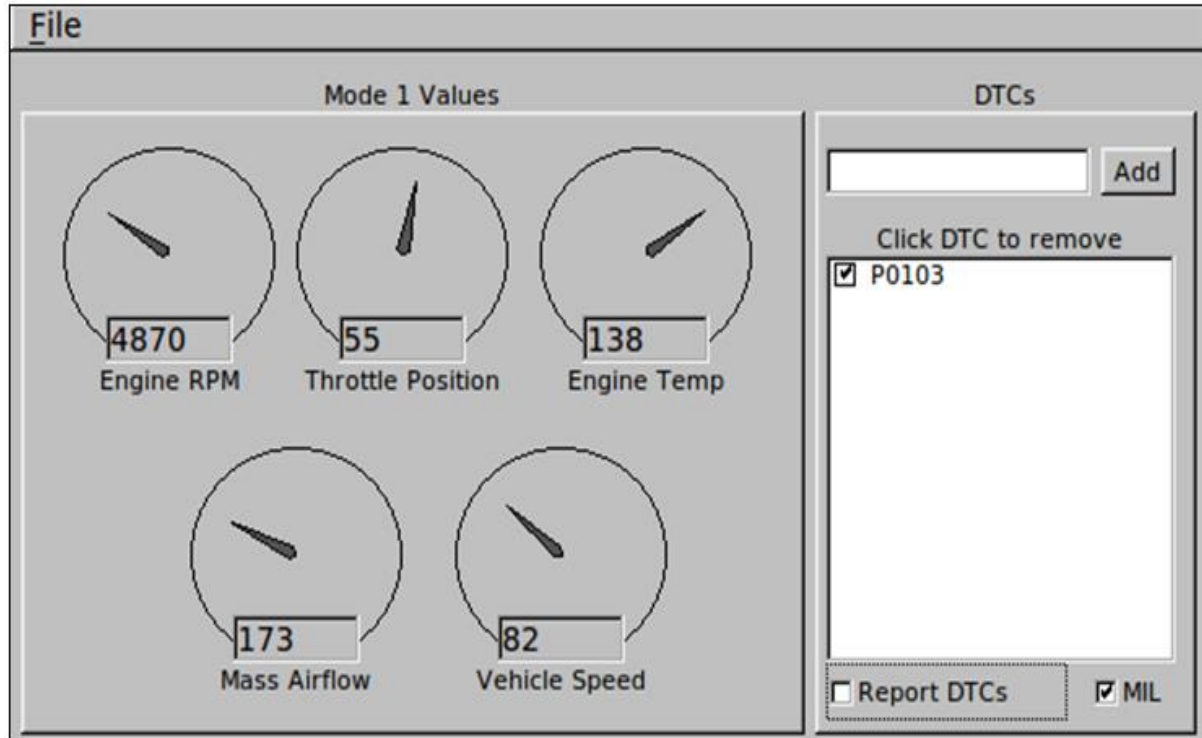 File
Mode 1 Values
4870
55
138
Engine RPM
Throttle Position
Engine Temp
173
82
Mass Airflow
Vehicle Speed
DTCs
Add
Click DTC to remove
P0103
Report DTCs
MIL